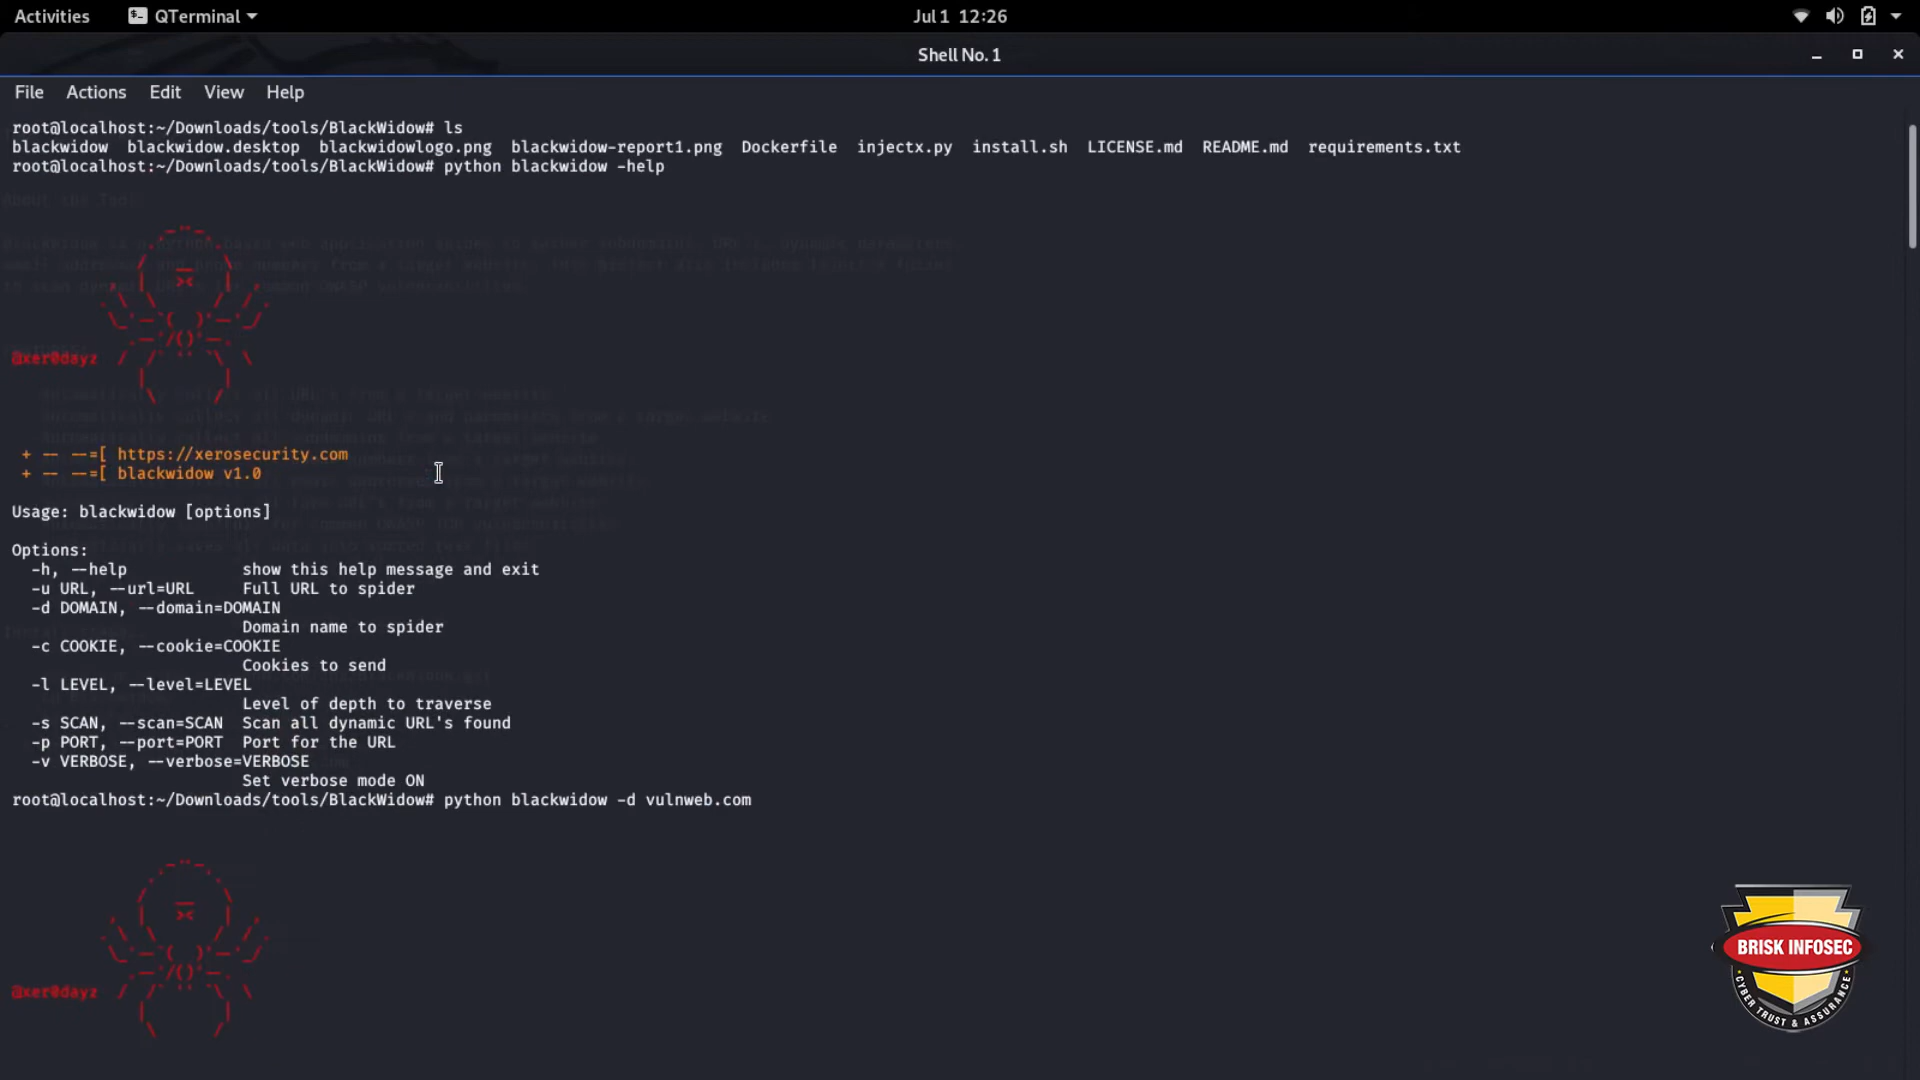 Activities QTerminal Jul 1 12:26
Shell No. 1
File Actions Edit View Help
root@localhost:~/Downloads/tools/BlackWidow# ls
blackwidow blackwidow.desktop blackwidowlogo.png blackwidow-report1.png Dockerfile injectx.py install.sh LICENSE.md README.md requirements.txt
root@localhost:~/Downloads/tools/BlackWidow# python blackwidow -help
@xer0dayz
+ -- --=[ https://xerosecurity.com
+ -- --=[ blackwidow v1.0
Usage: blackwidow [options]
Options:
-h, --help show this help message and exit
-u URL, --url=URL Full URL to spider
-d DOMAIN, --domain=DOMAIN
Domain name to spider
-c COOKIE, --cookie=COOKIE
Cookies to send
-l LEVEL, --level=LEVEL
Level of depth to traverse
-s SCAN, --scan=SCAN Scan all dynamic URL's found
-p PORT, --port=PORT Port for the URL
-v VERBOSE, --verbose=VERBOSE
Set verbose mode ON
root@localhost:~/Downloads/tools/BlackWidow# python blackwidow -d vulnweb.com
@xer0dayz
BRISK INFOSEC
CYBER TRUST & ASSURANCE